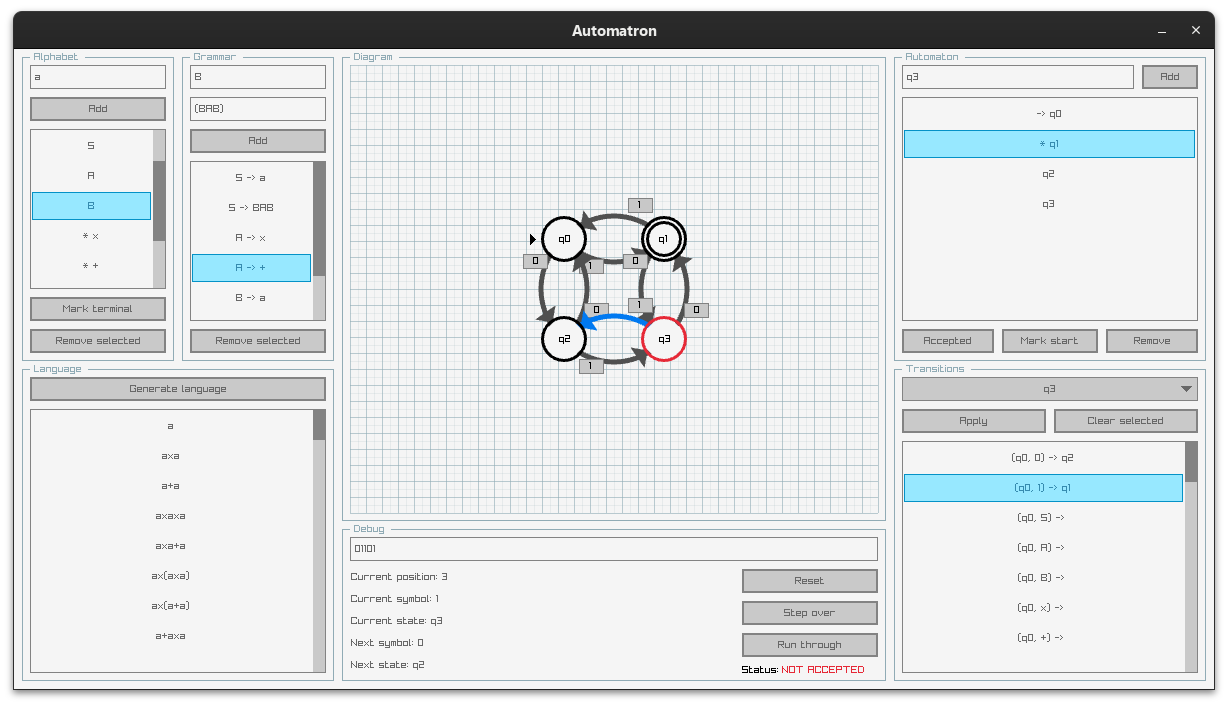 Automatron
Alphabet
a
Add
S
A
B
* x
* +
Mark terminal
Remove selected
Grammar
B
(BAB)
Add
S -> a
S -> BAB
A -> x
A -> +
B -> a
Remove selected
Language
Generate language
a
axa
a+a
axaxa
axa+a
ax(axa)
ax(a+a)
a+axa
Diagram
1
q0
q1
0
1
0
0
1
0
q2
q3
1
Debug
01101
Current position: 3
Current symbol: 1
Current state: q3
Next symbol: 0
Next state: q2
Reset
Step over
Run through
Status: NOT ACCEPTED
Automaton
q3
Add
-> q0
* q1
q2
q3
Accepted
Mark start
Remove
Transitions
q3
Apply
Clear selected
(q0, 0) -> q2
(q0, 1) -> q1
(q0, S) ->
(q0, A) ->
(q0, B) ->
(q0, x) ->
(q0, +) ->